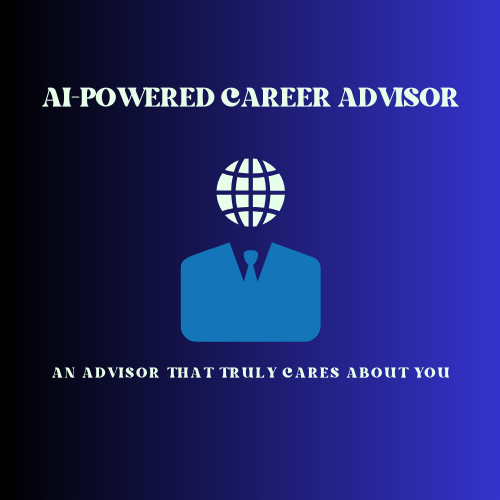 AI-POWERED CAREER ADVISOR
AN ADVISOR THAT TRULY CARES ABOUT YOU